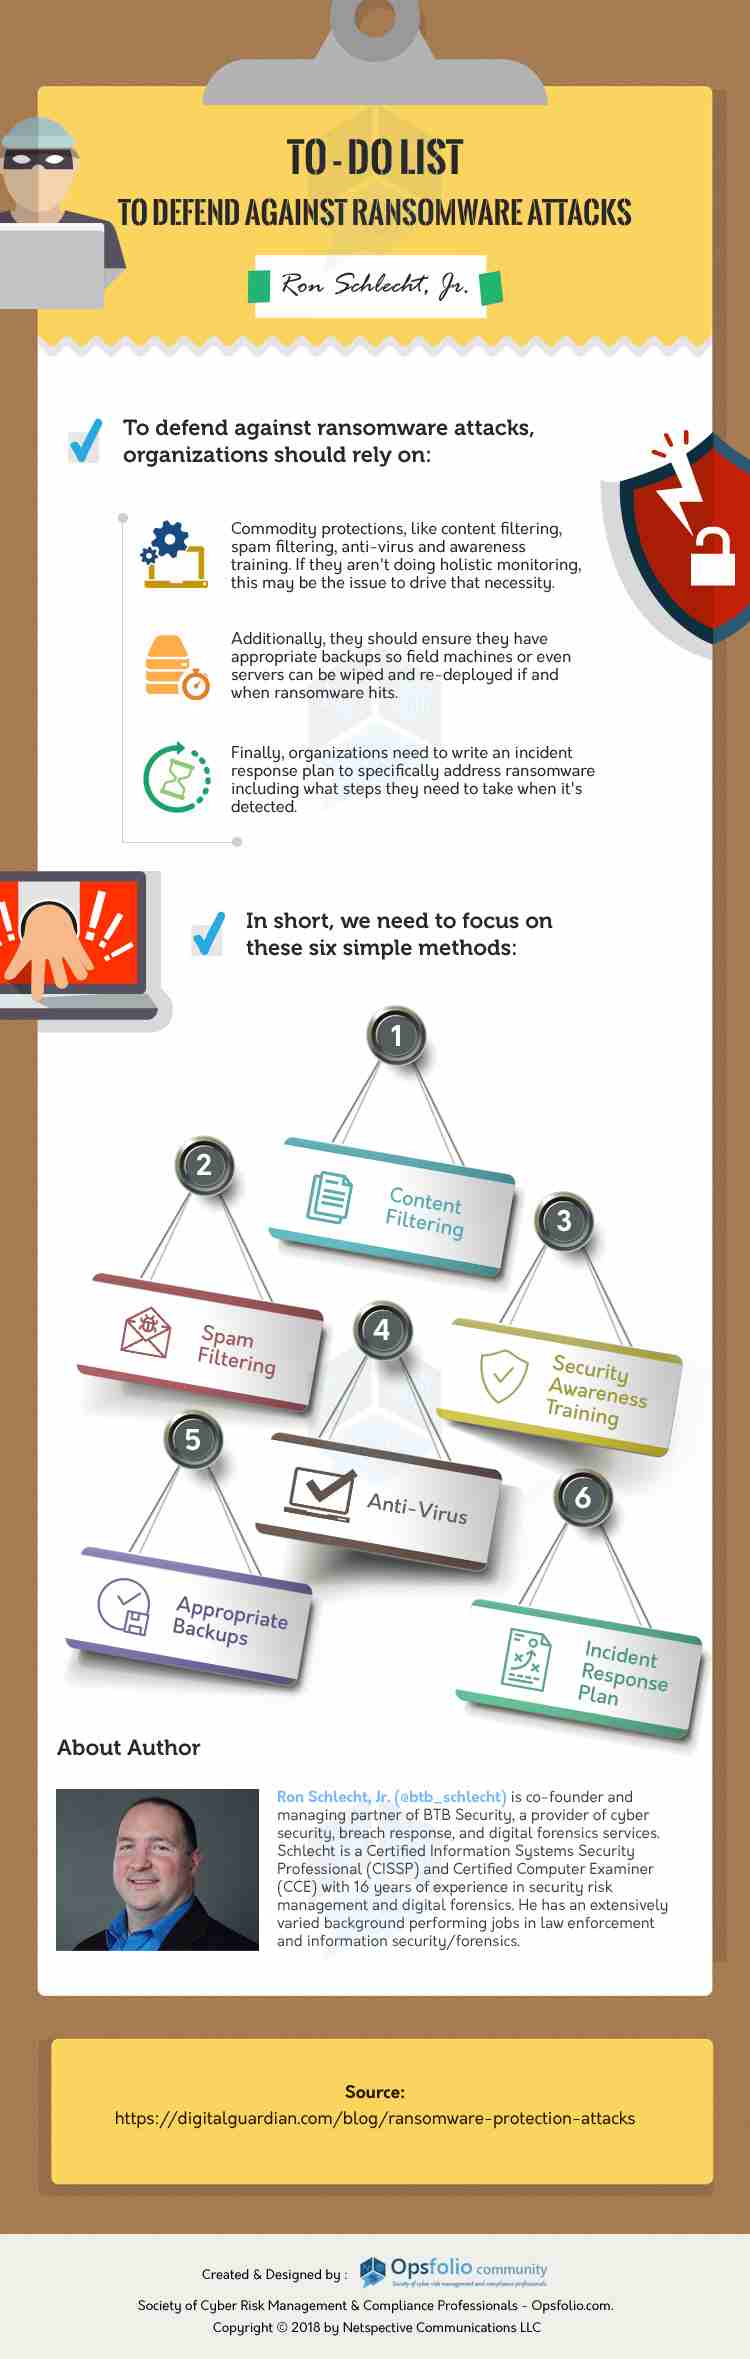 TO - DO LIST
TO DEFEND AGAINST RANSOMWARE ATTACKS
Ron Schlecht, Jr.
To defend against ransomware attacks,
organizations should rely on:
Commodity protections, like content filtering,
spam filtering, anti-virus and awareness
training. If they aren't doing holistic monitoring,
this may be the issue to drive that necessity.
Additionally, they should ensure they have
appropriate backups so field machines or even
servers can be wiped and re-deployed if and
when ransomware hits.
Finally, organizations need to write an incident
response plan to specifically address ransomware
including what steps they need to take when it's
detected.
In short, we need to focus on
these six simple methods:
1
Content
Filtering
2
Spam
Filtering
3
Security
Awareness
Training
4
Anti-Virus
5
Appropriate
Backups
6
Incident
Response
Plan
About Author
Ron Schlecht, Jr. (@btb_schlecht) is co-founder and
managing partner of BTB Security, a provider of cyber
security, breach response, and digital forensics services.
Schlecht is a Certified Information Systems Security
Professional (CISSP) and Certified Computer Examiner
(CCE) with 16 years of experience in security risk
management and digital forensics. He has an extensively
varied background performing jobs in law enforcement
and information security/forensics.
Source:
https://digitalguardian.com/blog/ransomware-protection-attacks
Created & Designed by :
Opsfolio community
Society of cyber risk management and compliance professionals
Society of Cyber Risk Management & Compliance Professionals - Opsfolio.com.
Copyright © 2018 by Netspective Communications LLC